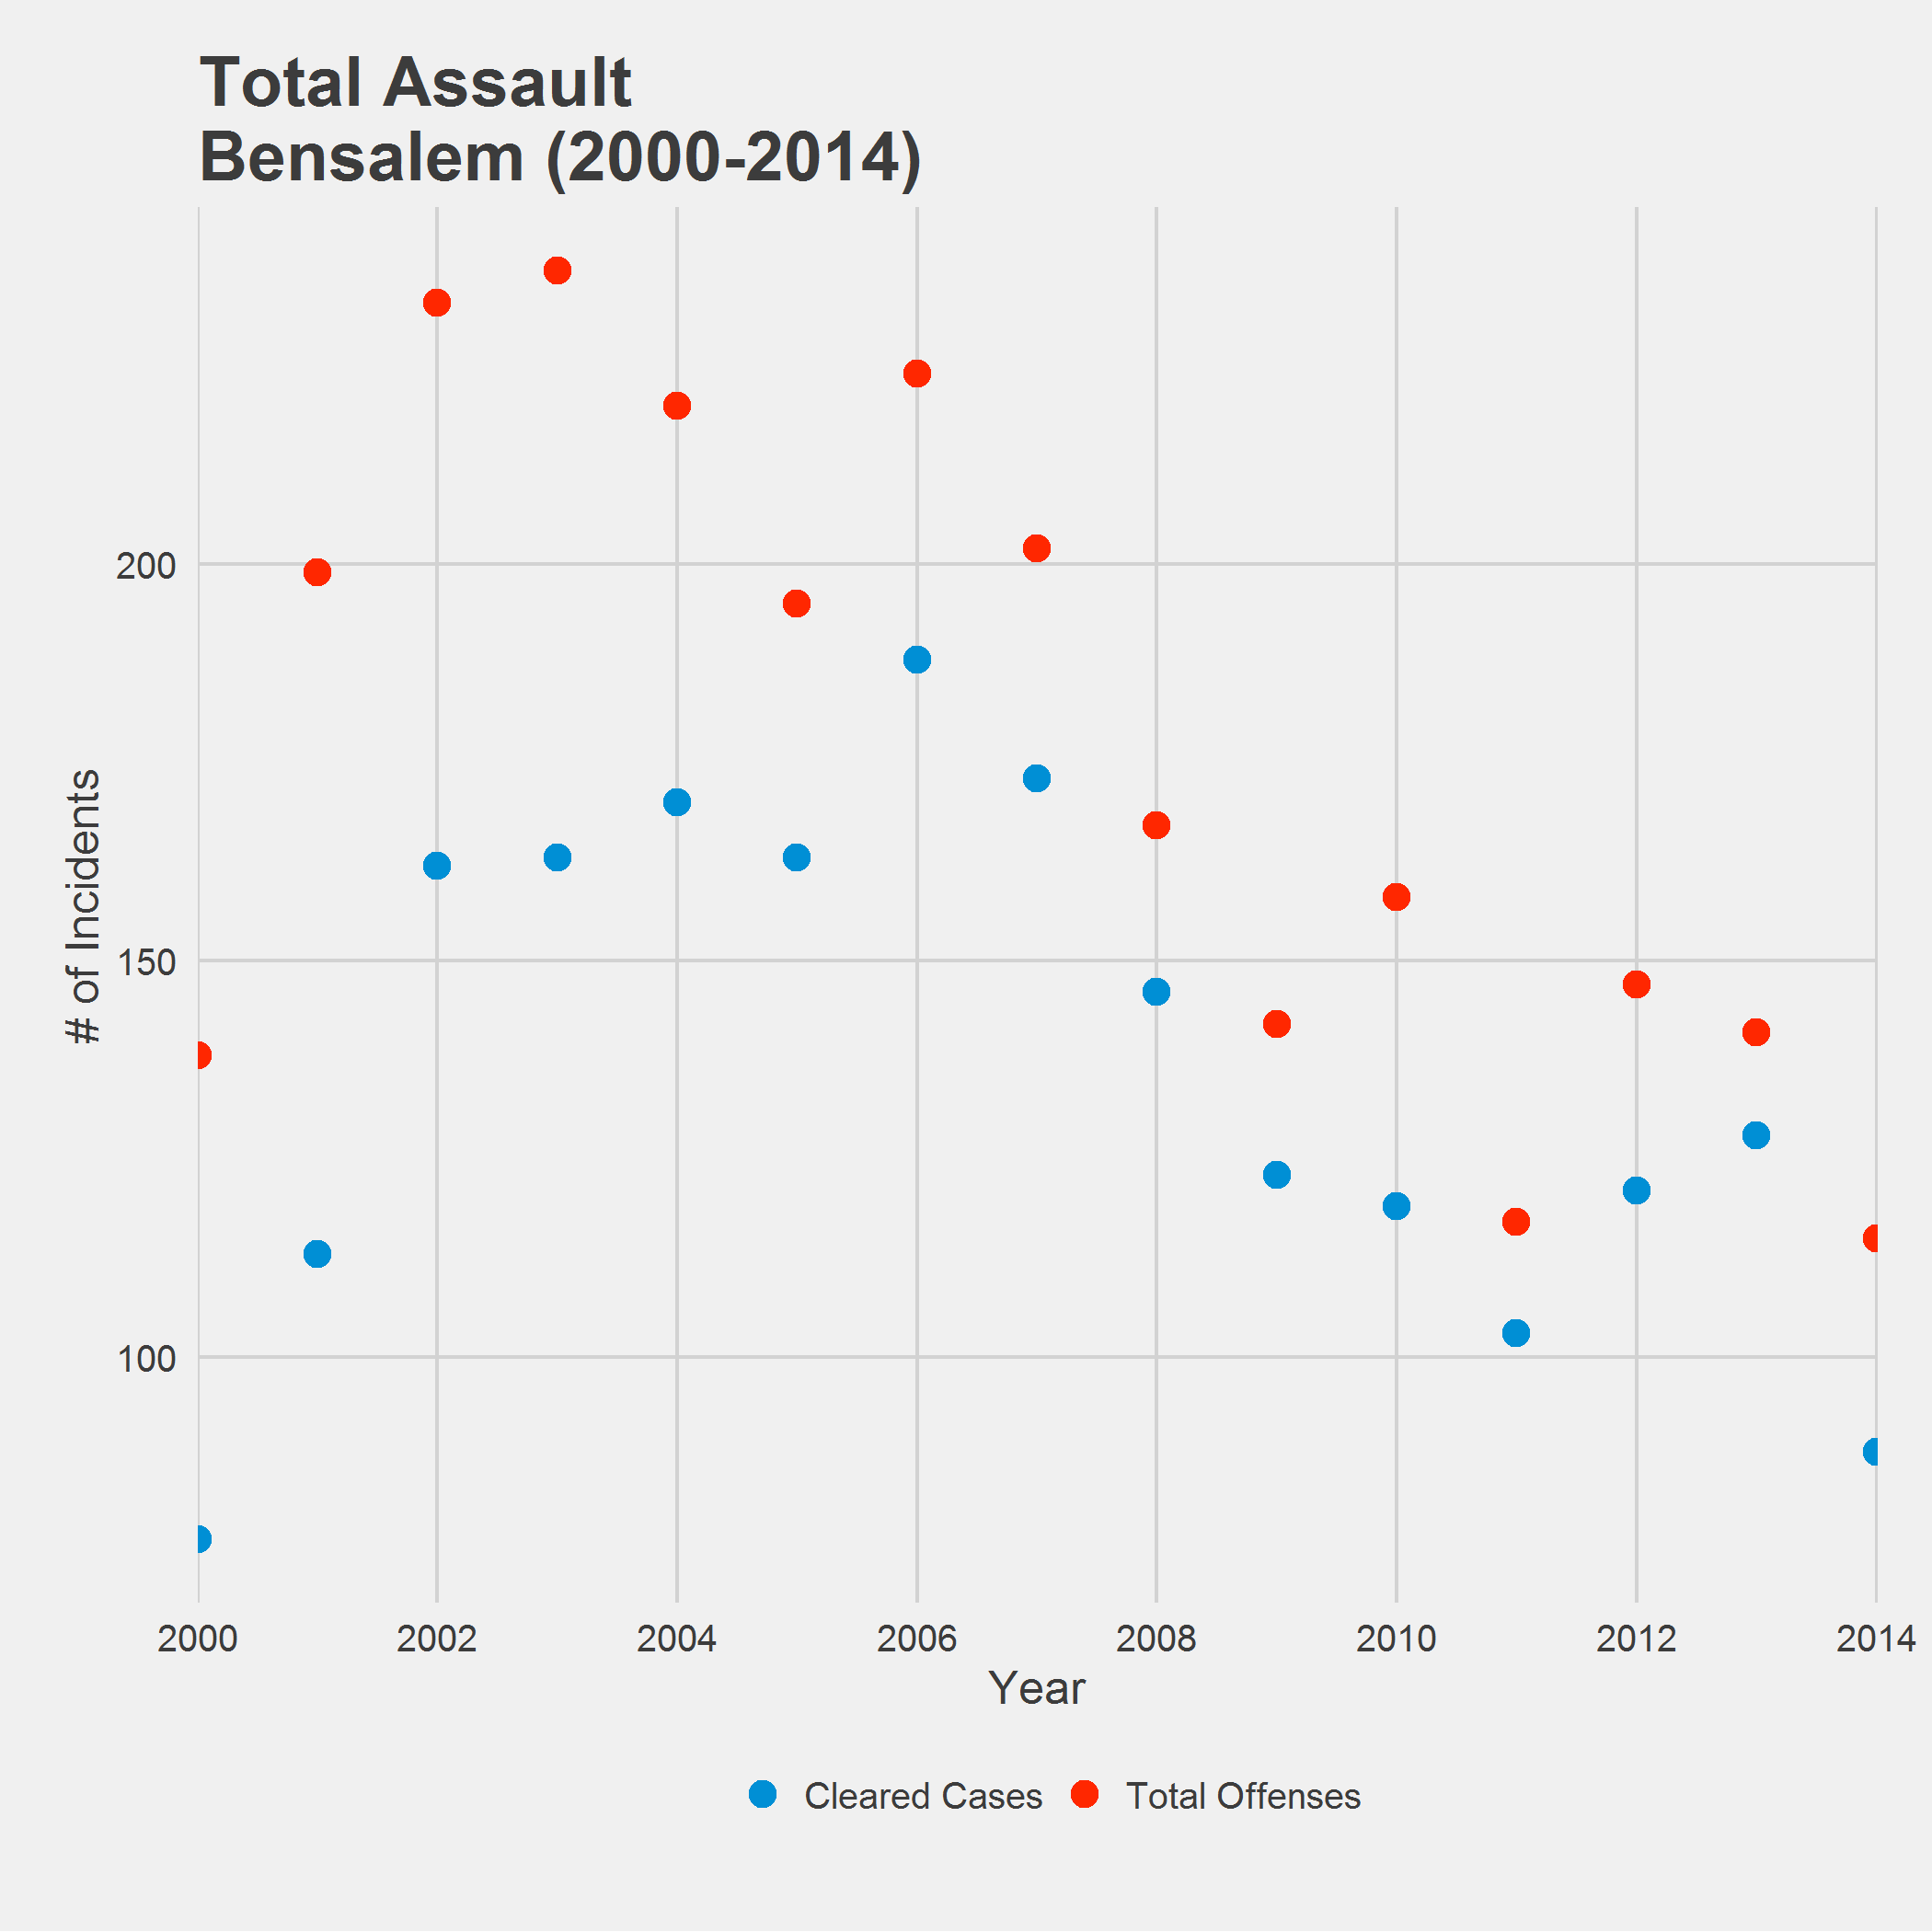 Total Assault
Bensalem (2000-2014)
# of Incidents
200
150
100
2000 2002 2004 2006 2008 2010 2012 2014
Year
Cleared Cases Total Offenses